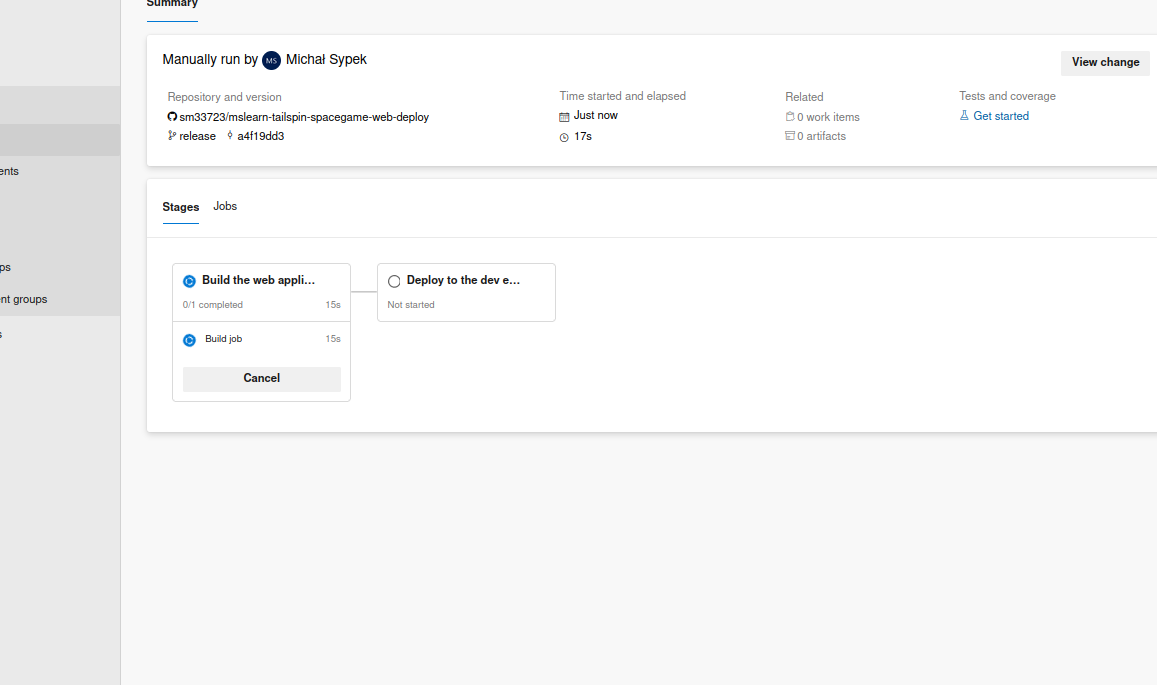 Summary
Manually run by MS Michał Sypek
View change
Repository and version
sm33723/mslearn-tailspin-spacegame-web-deploy
release a4f19dd3
Time started and elapsed
Just now
17s
Related
0 work items
0 artifacts
Tests and coverage
Get started
ents
ps
nt groups
s
Stages Jobs
Build the web appli...
0/1 completed 15s
Build job 15s
Cancel
Deploy to the dev e...
Not started